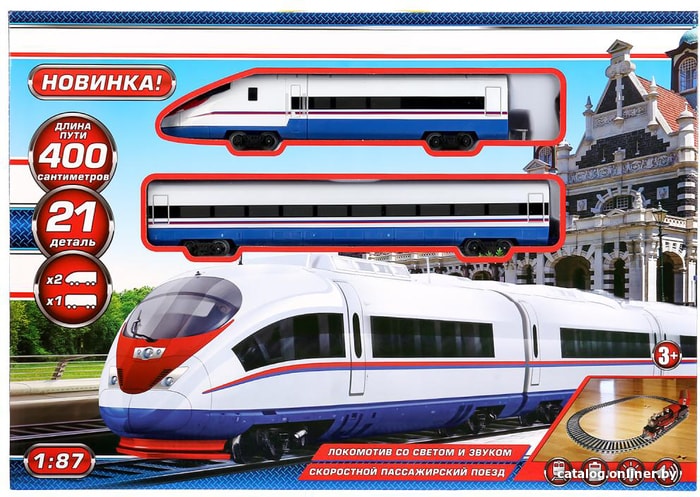 НОВИНКА!
ДЛИНА
ПУТИ
400
САНТИМЕТРОВ
21
ДЕТАЛЬ
x2
x1
3+
1:87
ЛОКОМОТИВ СО СВЕТОМ И ЗВУКОМ
СКОРОСТНОЙ ПАССАЖИРСКИЙ ПОЕЗД
catalog.onliner.by